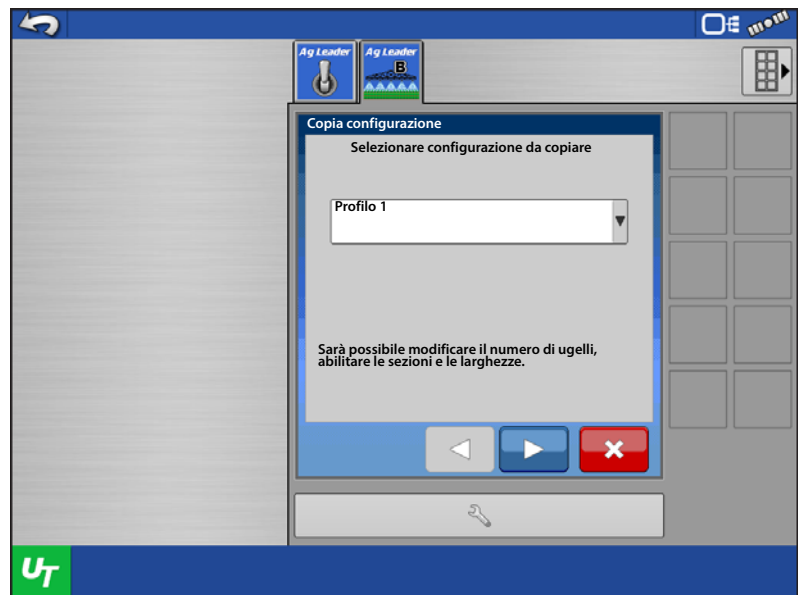 Ag Leader
Ag Leader
B
Copia configurazione
Selezionare configurazione da copiare
Profilo 1
Sarà possibile modificare il numero di ugelli,
abilitare le sezioni e le larghezze.
UT